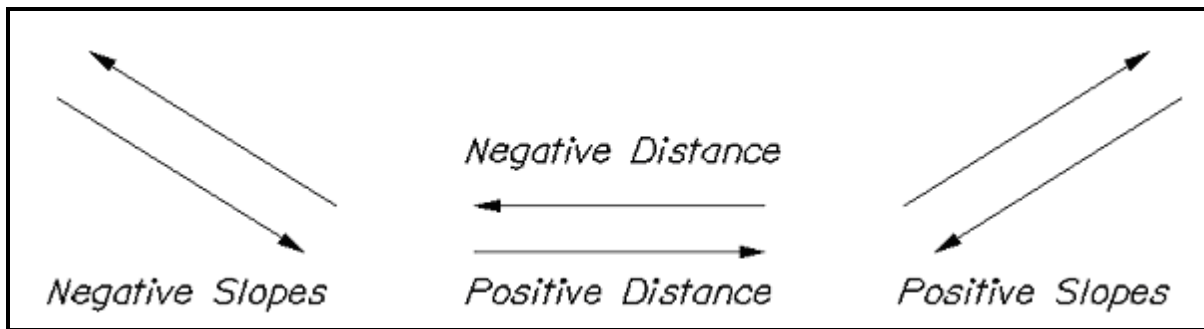 Negative Distance
Negative Slopes
Positive Distance
Positive Slopes